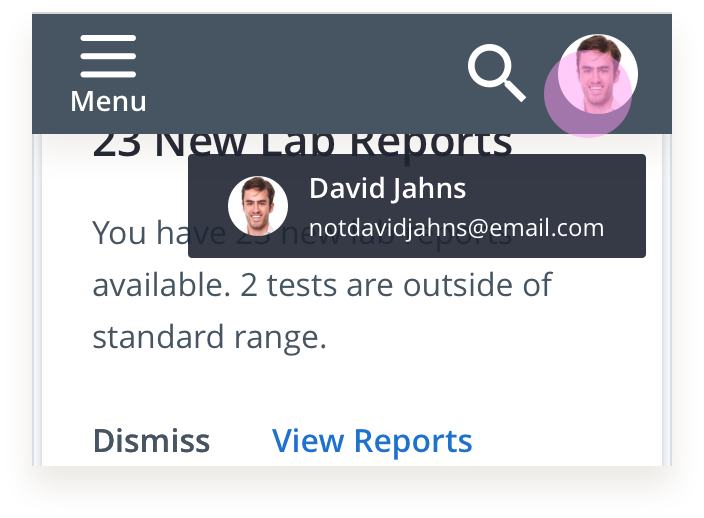 Menu
23 New Lab Reports
David Jahns
notdavidjahns@email.com
You have 23 new lab reports
available. 2 tests are outside of
standard range.
Dismiss
View Reports